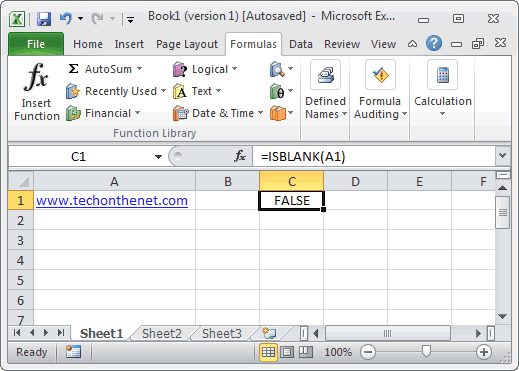 Book1 (version 1) [Autosaved] - Microsoft Ex...
File Home Insert Page Layout Formulas Data Review View
Σ AutoSum Logical
Recently Used Text
Financial Date & Time
fx Insert Function
Defined Names
Formula Auditing
Calculation
Function Library
C1 fx =ISBLANK(A1)
A B C D E F
1 www.techonthenet.com FALSE
2
3
4
5
6
7
Sheet1 Sheet2 Sheet3
Ready 100%